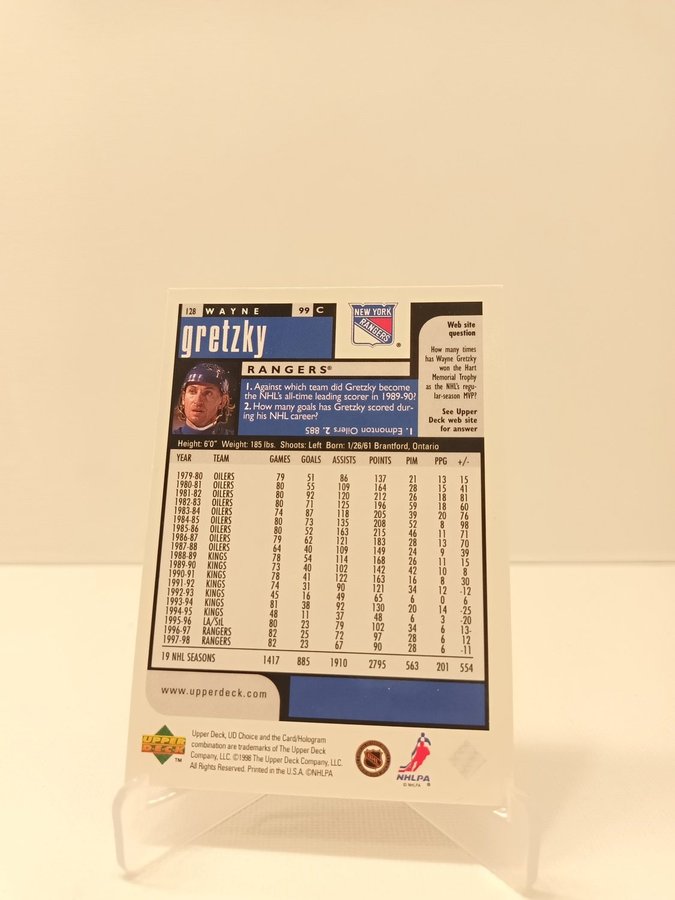 128 WAYNE 99 C
gretzky
NEW YORK
RANGERS
®
RANGERS®
1. Against which team did Gretzky become
the NHL's all-time leading scorer in 1989-90?
2. How many goals has Gretzky scored dur-
ing his NHL career?
1. Edmonton Oilers 2. 885
Web site
question
How many times
has Wayne Gretzky
won the Hart
Memorial Trophy
as the NHL's regu-
lar-season MVP?
See Upper
Deck web site
for answer
Height: 6'0" Weight: 185 lbs. Shoots: Left Born: 1/26/61 Brantford, Ontario
YEAR TEAM GAMES GOALS ASSISTS POINTS PIM PPG +/-
1979-80 OILERS 79 51 86 137 21 13 15
1980-81 OILERS 80 55 109 164 28 15 41
1981-82 OILERS 80 92 120 212 26 18 81
1982-83 OILERS 80 71 125 196 59 18 60
1983-84 OILERS 74 87 118 205 39 20 76
1984-85 OILERS 80 73 135 208 52 8 98
1985-86 OILERS 80 52 163 215 46 11 71
1986-87 OILERS 79 62 121 183 28 13 70
1987-88 OILERS 64 40 109 149 24 9 39
1988-89 KINGS 78 54 114 168 26 11 15
1989-90 KINGS 73 40 102 142 42 10 8
1990-91 KINGS 78 41 122 163 16 8 30
1991-92 KINGS 74 31 90 121 34 12 -12
1992-93 KINGS 45 16 49 65 6 0 6
1993-94 KINGS 81 38 92 130 20 14 -25
1994-95 KINGS 48 11 37 48 6 3 -20
1995-96 LA/StL 80 23 79 102 34 6 13-
1996-97 RANGERS 82 25 72 97 28 6 12
1997-98 RANGERS 82 23 67 90 28 6 -11
19 NHL SEASONS 1417 885 1910 2795 563 201 554
www.upperdeck.com
UPPER
DECK
™
Upper Deck, UD Choice and the Card/Hologram
combination are trademarks of The Upper Deck
Company, LLC. ©1998 The Upper Deck Company, LLC.
All Rights Reserved. Printed in the U.S.A. ©NHLPA
NHLPA
© NHLPA ®